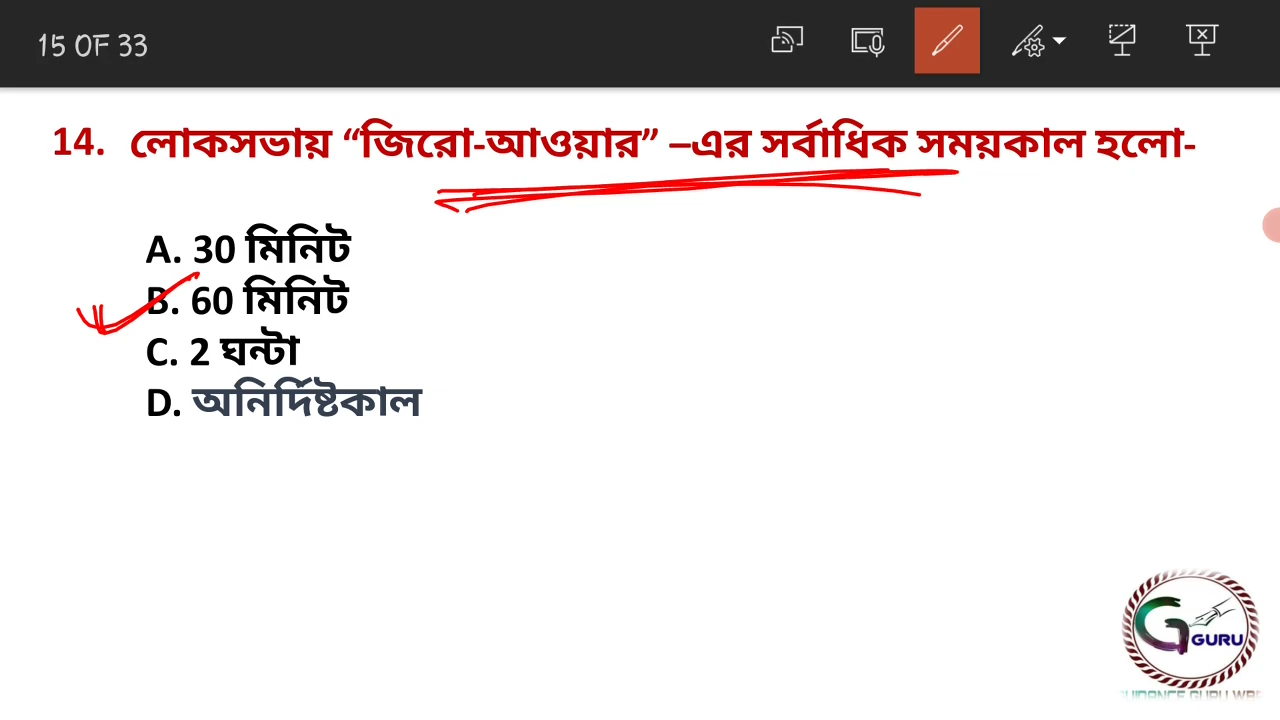 15 OF 33
14. লোকসভায় “জিরো-আওয়ার” –এর সর্বাধিক সময়কাল হলো-
A. 30 মিনিট
B. 60 মিনিট
C. 2 ঘন্টা
D. অনির্দিষ্টকাল
G GURU